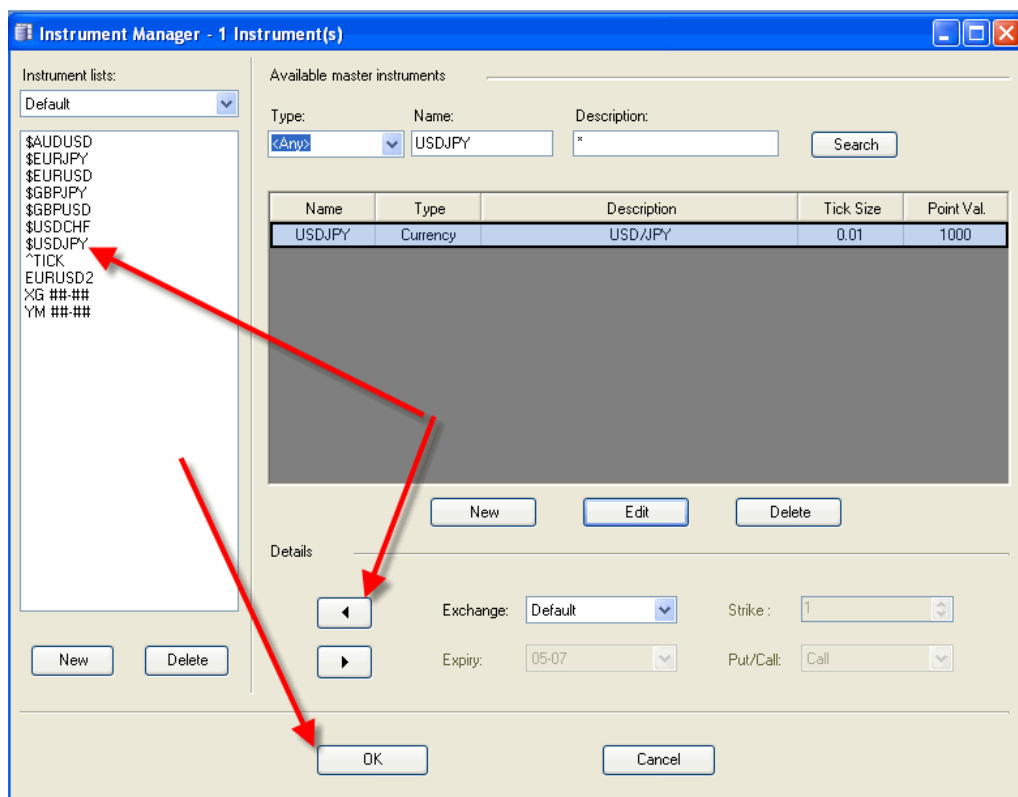 Instrument Manager - 1 Instrument(s)
Instrument lists:
Default
$AUDUSD
$EURJPY
$EURUSD
$GBPJPY
$GBPUSD
$USDCHF
$USDJPY
^TICK
EURUSD2
XG ##-##
YM ##-##
New Delete
Available master instruments
Type: Name: Description:
<Any> USDJPY * Search
Name Type Description Tick Size Point Val.
USDJPY Currency USD/JPY 0.01 1000
New Edit Delete
Details
Exchange: Default Strike : 1
Expiry: 05-07 Put/Call: Call
OK Cancel